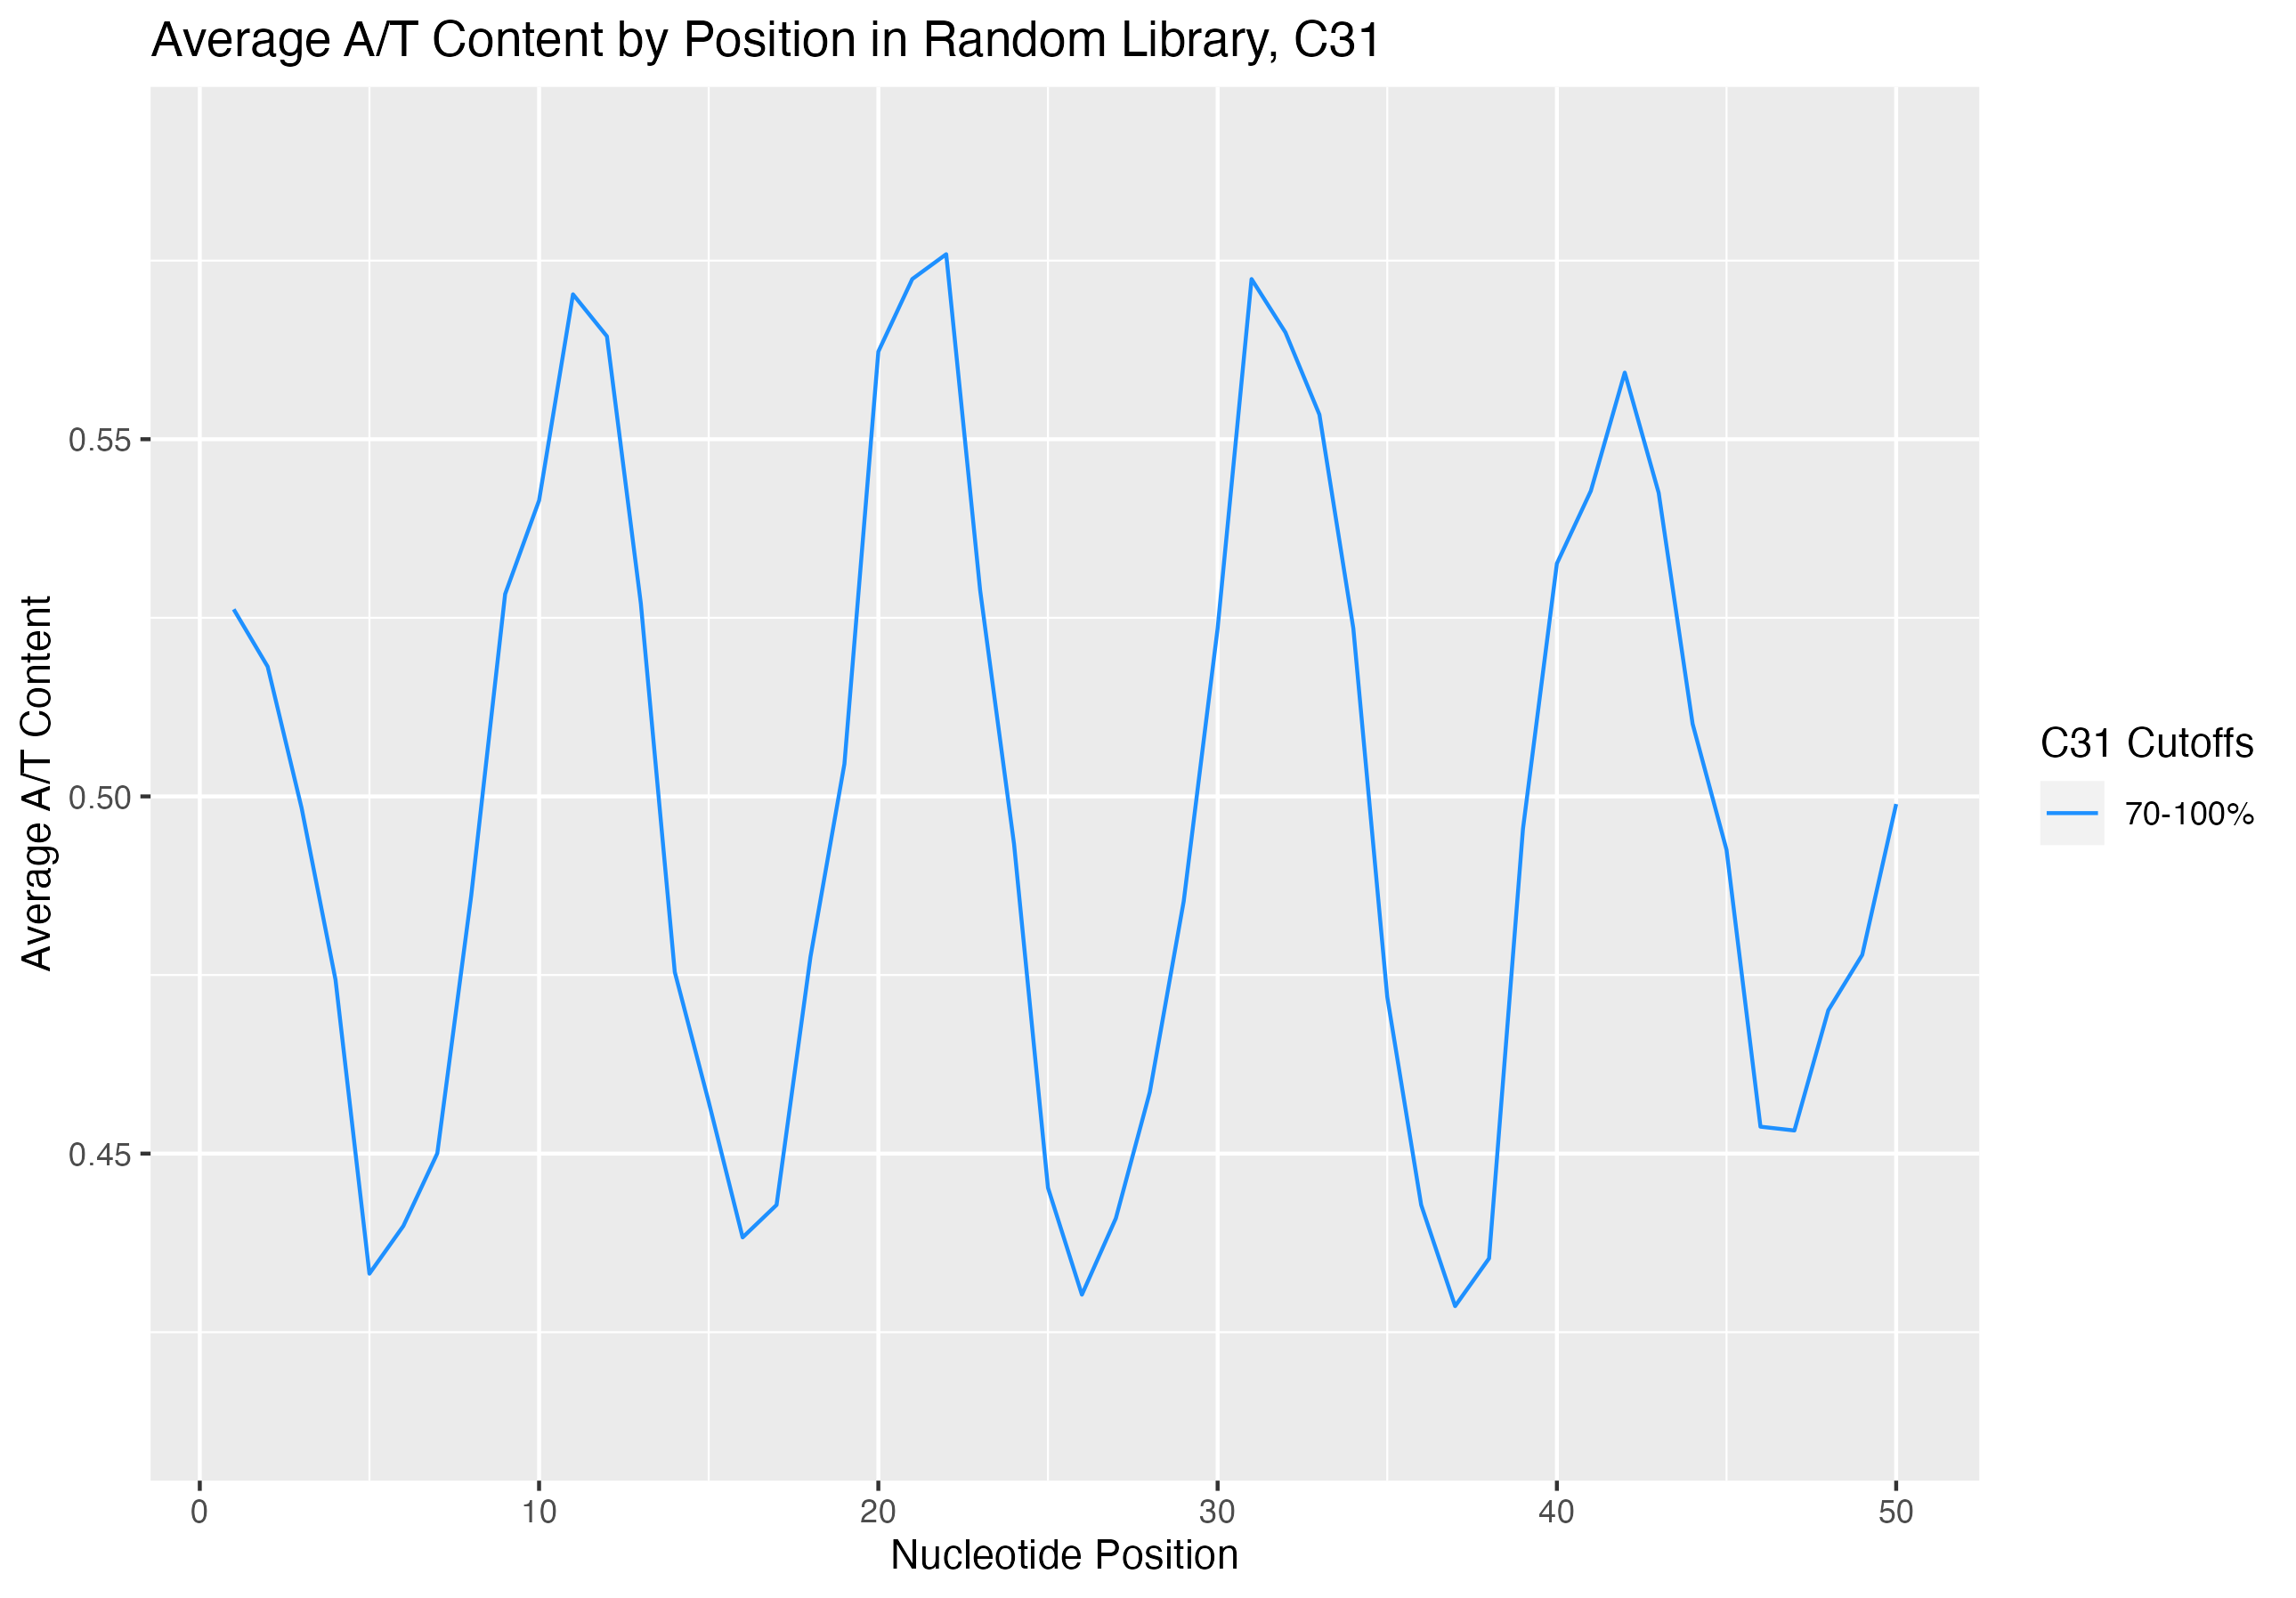 Average A/T Content by Position in Random Library, C31
Average A/T Content
0.55
0.50
0.45
0 10 20 30 40 50
Nucleotide Position
C31 Cutoffs
70-100%